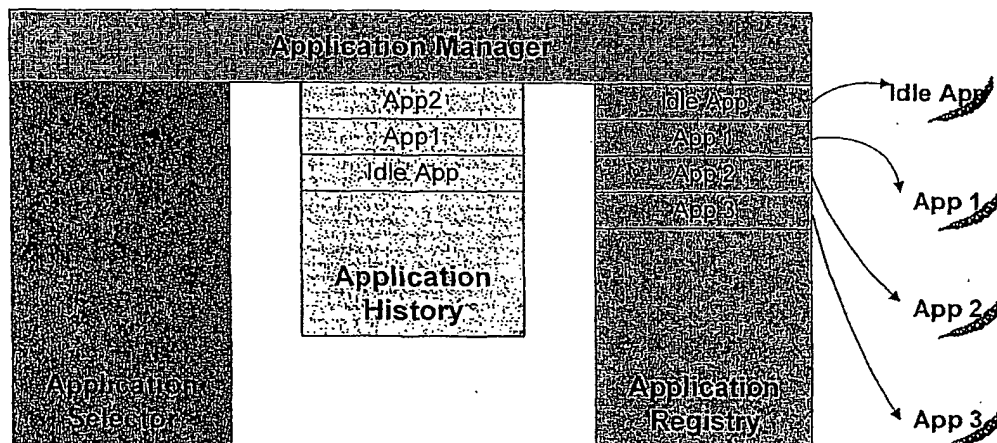 Application Manager
App2
App1
Idle App
Application
History
Application
Selector
Idle App
App 1
App 2
App 3
Application
Registry
Idle App
App 1
App 2
App 3